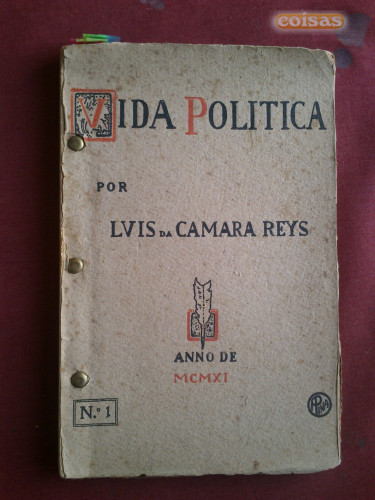 coisas
VIDA POLITICA
POR
LVIS DA CAMARA REYS
ANNO DE
MCMXI
N.º 1